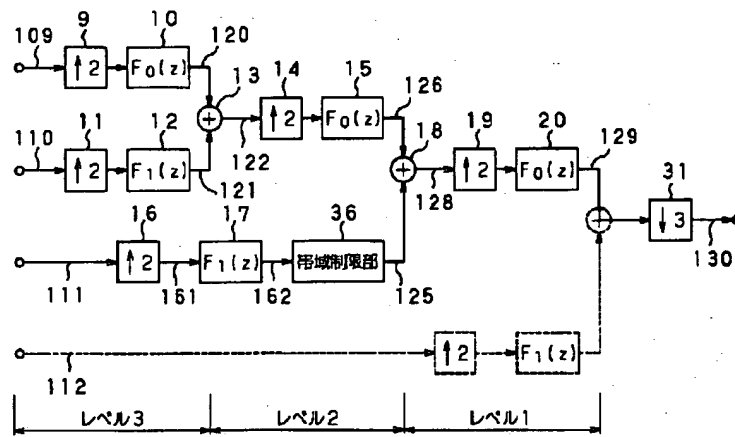 9 10 120
109
↑2 F₀(z) 13 14 15 126
+ ↑2 F₀(z) 18 19 20 129
11 12
110 122 31
↑2 F₁(z) 121 + 128 ↑2 F₀(z)
16 17 36 + ↓3
130
↑2 F₁(z) 帯域制限部
111 161 162 125
↑2 F₁(z)
112
レベル3 レベル2 レベル1